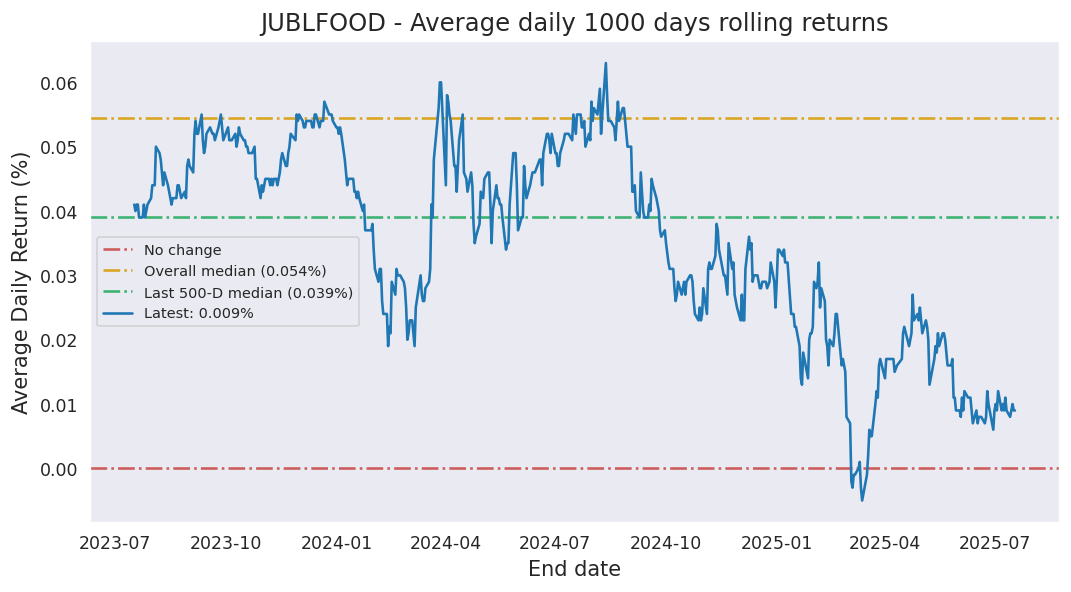 JUBLFOOD - Average daily 1000 days rolling returns
Average Daily Return (%)
0.06
0.05
0.04
0.03
0.02
0.01
0.00
No change
Overall median (0.054%)
Last 500-D median (0.039%)
Latest: 0.009%
2023-07 2023-10 2024-01 2024-04 2024-07 2024-10 2025-01 2025-04 2025-07
End date